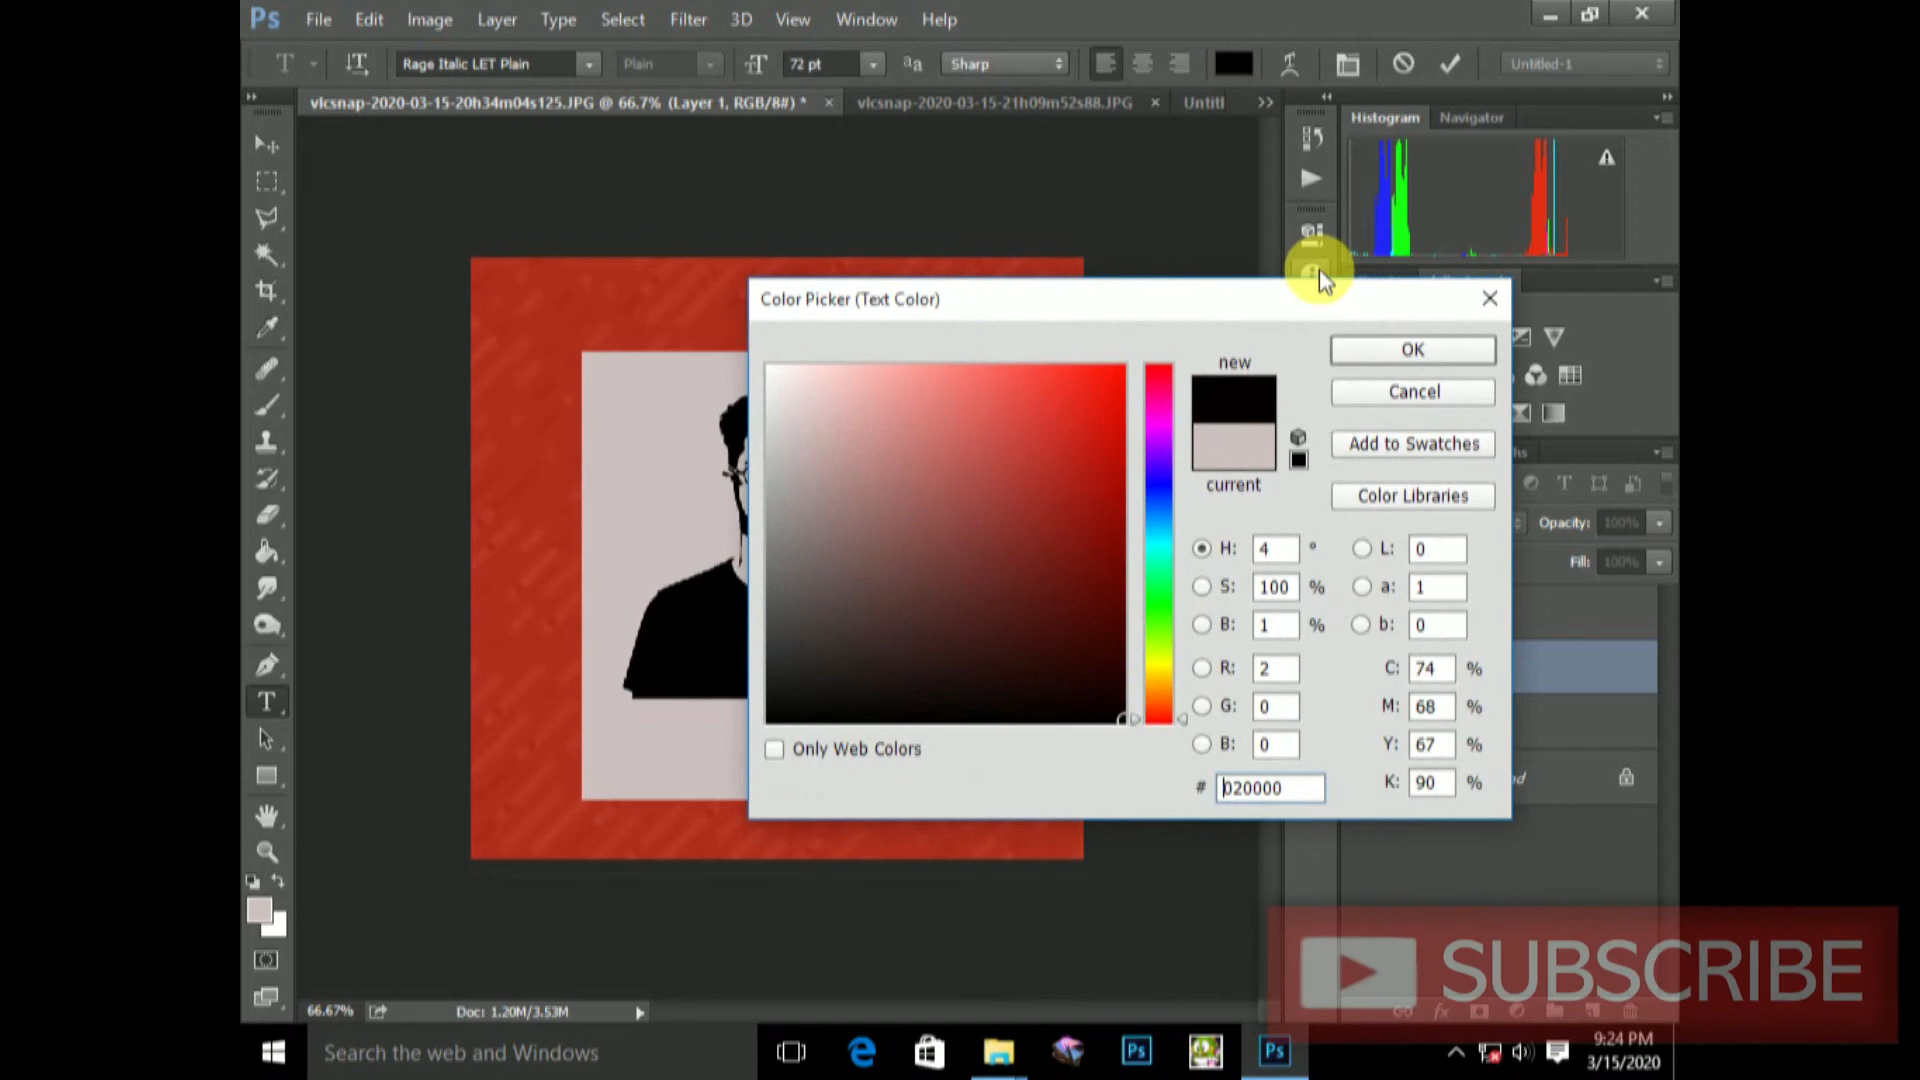 Ps File Edit Image Layer Type Select Filter 3D View Window Help
T Rage Italic LET Plain Plain 72 pt Sharp Untitled-1
vlcsnap-2020-03-15-20h34m04s125.JPG @ 66.7% (Layer 1, RGB/8#) * vlcsnap-2020-03-15-21h09m52s88.JPG Untitl
Histogram Navigator
Color Picker (Text Color)
new
OK
Cancel
Add to Swatches
current
Color Libraries
Opacity: 100%
Fill: 100%
H: 4 ° L: 0
S: 100 % a: 1
B: 1 % b: 0
R: 2 C: 74 %
G: 0 M: 68 %
B: 0 Y: 67 %
# 020000 K: 90 %
Only Web Colors
66.67% Doc: 1.20M/3.53M
SUBSCRIBE
Search the web and Windows
Ps Ps
9:24 PM
3/15/2020